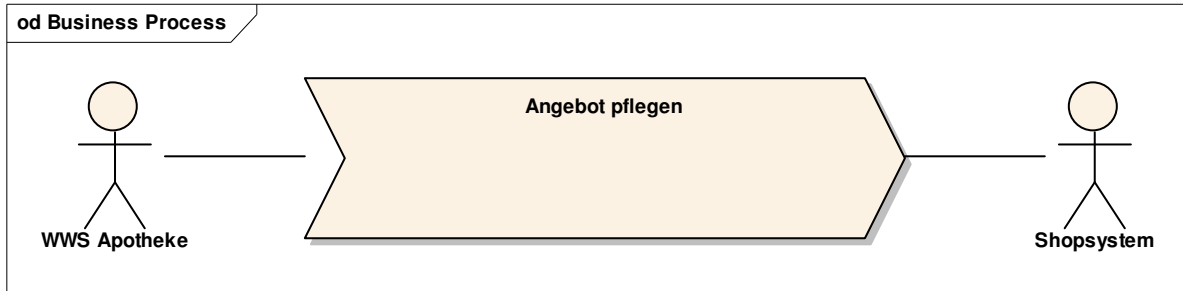 od Business Process
Angebot pflegen
WWS Apotheke
Shopsystem